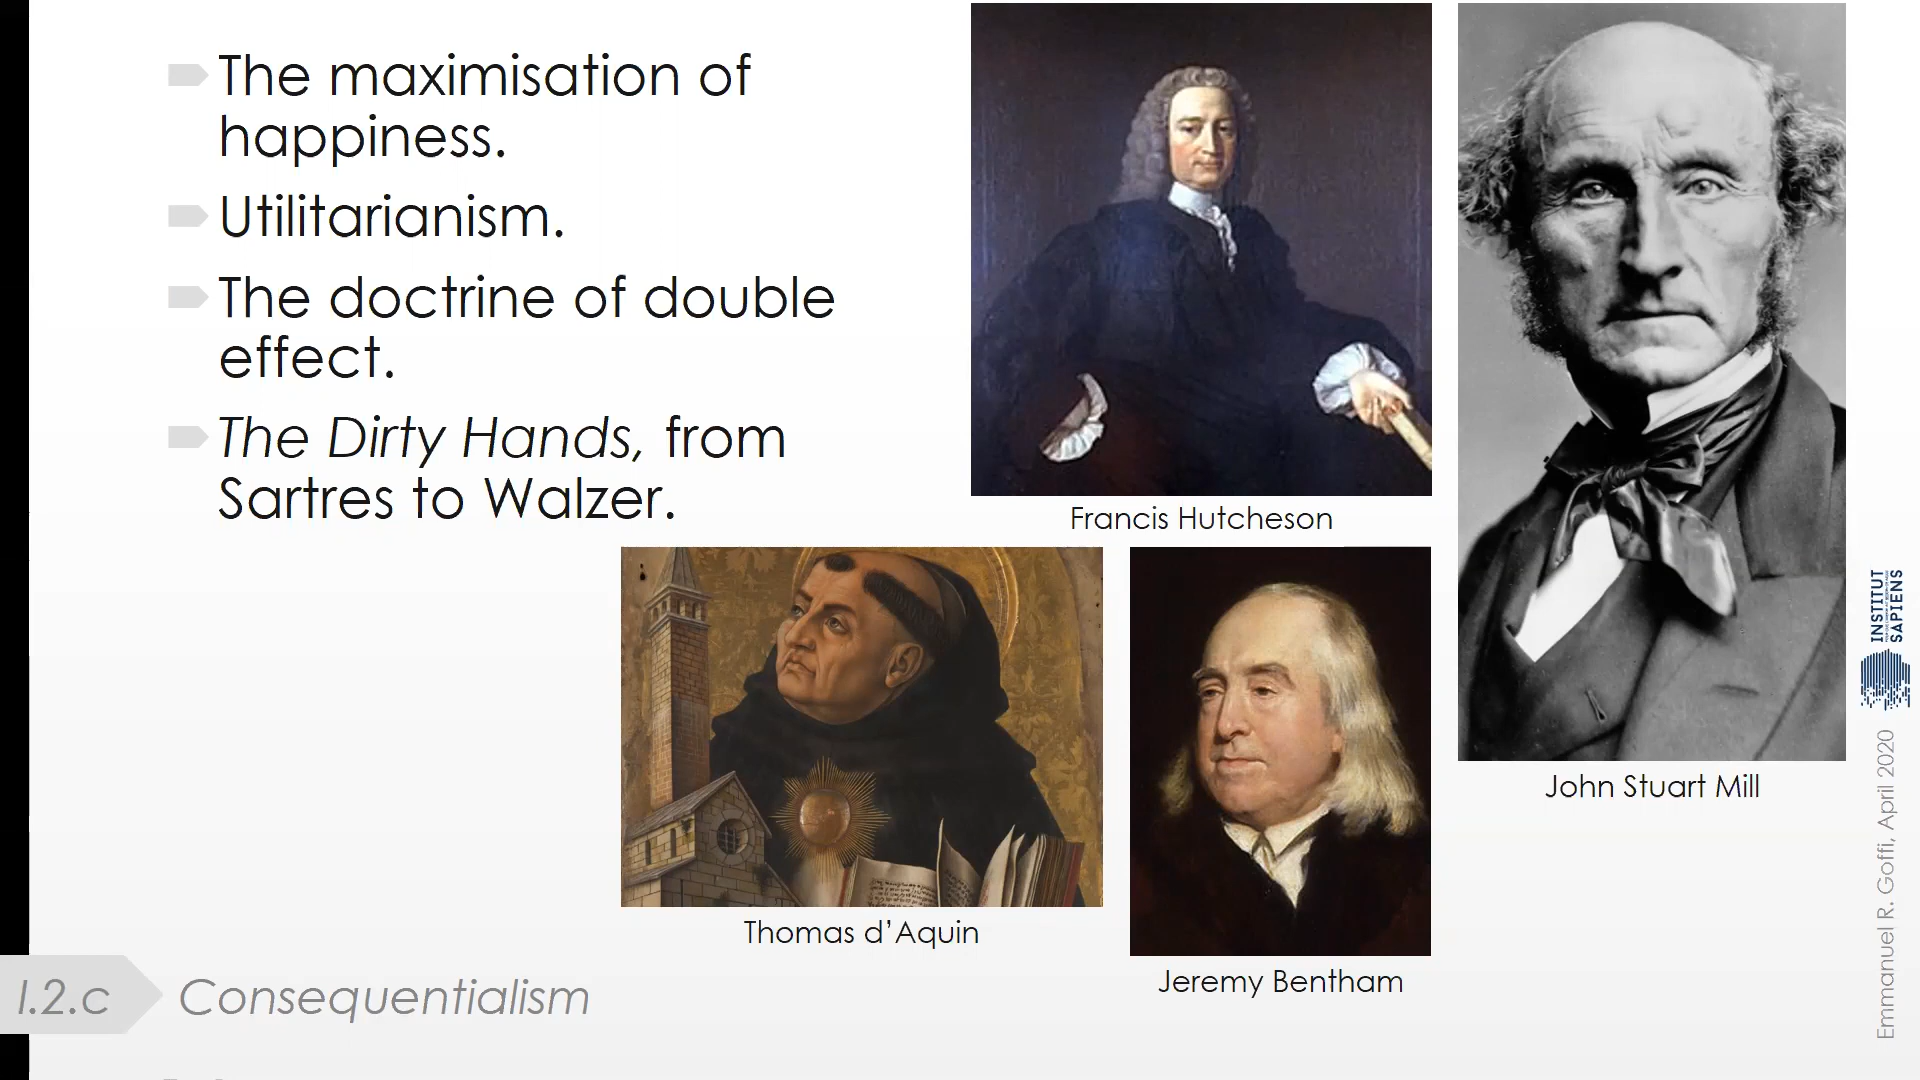 The maximisation of
happiness.
Utilitarianism.
The doctrine of double
effect.
The Dirty Hands, from
Sartres to Walzer.
Francis Hutcheson
John Stuart Mill
Thomas d’Aquin
Jeremy Bentham
INSTITUT
SAPIENS
Emmanuel R. Goffi, April 2020
I.2.c
Consequentialism